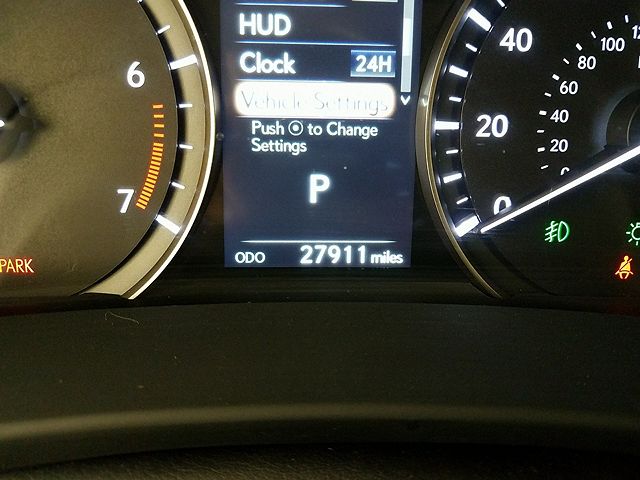 HUD
Clock 24H
Vehicle Settings
Push to Change
Settings
P
ODO 27911 miles
6
7
PARK
40
20
0
100
80
60
40
20
0